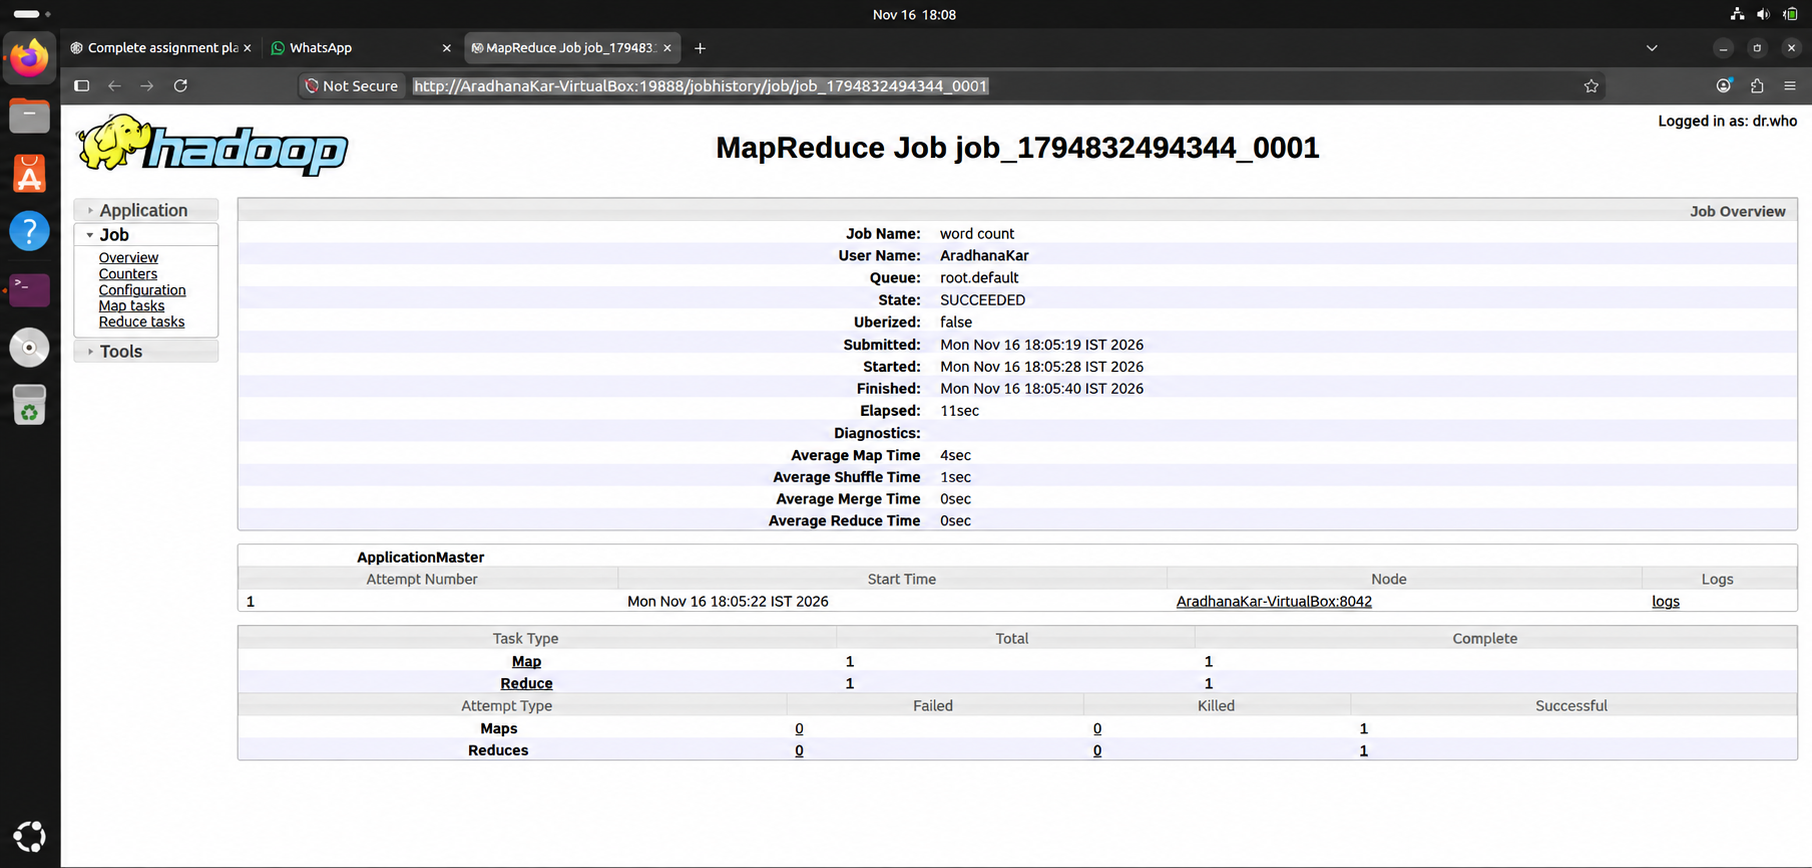 Nov 16 18:08
Complete assignment pla
WhatsApp
MapReduce Job job_179483
Not Secure
http://AradhanaKar-VirtualBox:19888/jobhistory/job/job_1794832494344_0001
hadoop
MapReduce Job job_1794832494344_0001
Logged in as: dr.who
Application
Job
Overview
Counters
Configuration
Map tasks
Reduce tasks
Tools
Job Overview
Job Name: word count
User Name: AradhanaKar
Queue: root.default
State: SUCCEEDED
Uberized: false
Submitted: Mon Nov 16 18:05:19 IST 2026
Started: Mon Nov 16 18:05:28 IST 2026
Finished: Mon Nov 16 18:05:40 IST 2026
Elapsed: 11sec
Diagnostics:
Average Map Time 4sec
Average Shuffle Time 1sec
Average Merge Time 0sec
Average Reduce Time 0sec
ApplicationMaster
Attempt Number Start Time Node Logs
1 Mon Nov 16 18:05:22 IST 2026 AradhanaKar-VirtualBox:8042 logs
Task Type Total Complete
Map 1 1
Reduce 1 1
Attempt Type Failed Killed Successful
Maps 0 0 1
Reduces 0 0 1